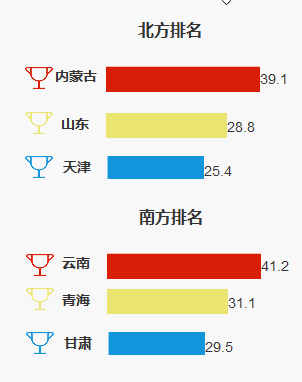 北方排名
内蒙古 39.1
山东 28.8
天津 25.4
南方排名
云南 41.2
青海 31.1
甘肃 29.5